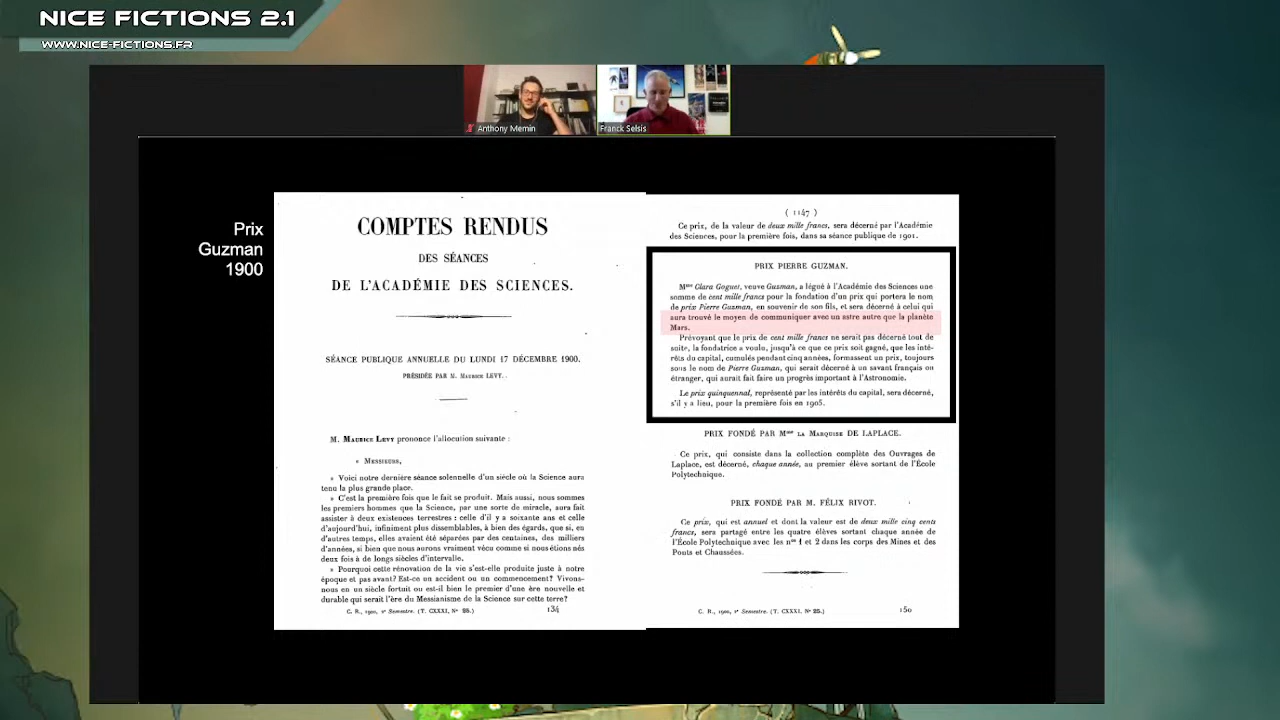 NICE FICTIONS 2.1
WWW.NICE-FICTIONS.FR
Anthony Memin
Franck Selsis
Prix
Guzman
1900
COMPTES RENDUS
DES SÉANCES
DE L'ACADÉMIE DES SCIENCES.
SÉANCE PUBLIQUE ANNUELLE DU LUNDI 17 DÉCEMBRE 1900.
PRÉSIDÉE PAR M. MAURICE LEVY.
M. MAURICE LEVY prononce l'allocution suivante :
» MESSIEURS,
» Voici notre dernière séance solennelle d'un siècle où la Science aura
tenu la plus grande place.
» C'est la première fois que le fait se produit. Mais aussi, nous sommes
les premiers hommes que la Science, par une sorte de miracle, aura fait
assister à deux existences terrestres : celle d'il y a soixante ans et celle
d'aujourd'hui, infiniment plus dissemblables, à bien des égards, que si, en
d'autres temps, elles avaient été séparées par des centaines, des milliers
d'années, si bien que nous aurons vraiment vécu comme si nous étions nés
deux fois à de longs siècles d'intervalle.
» Pourquoi cette rénovation de la vie s'est-elle produite juste à notre
époque et pas avant? Est-ce un accident ou un commencement? Vivons-
nous en un siècle fortuit ou est-il bien le premier d'une ère nouvelle et
durable qui serait l'ère du Messianisme de la Science sur cette terre?
C. R., 1900, 2e Semestre. (T. CXXXI, N° 25.) 134
( 1147 )
Ce prix, de la valeur de deux mille francs, sera décerné par l'Académie
des Sciences, pour la première fois, dans sa séance publique de 1901.
PRIX PIERRE GUZMAN.
Mme Clara Goguet, veuve Guzman, a légué à l'Académie des Sciences une
somme de cent mille francs pour la fondation d'un prix qui portera le nom
de prix Pierre Guzman, en souvenir de son fils, et sera décerné à celui qui
aura trouvé le moyen de communiquer avec un astre autre que la planète
Mars.
Prévoyant que le prix de cent mille francs ne serait pas décerné tout de
suite, la fondatrice a voulu, jusqu'à ce que ce prix soit gagné, que les inté-
rêts du capital, cumulés pendant cinq années, formassent un prix, toujours
sous le nom de Pierre Guzman, qui serait décerné à un savant français ou
étranger, qui aurait fait faire un progrès important à l'Astronomie.
Le prix quinquennal, représenté par les intérêts du capital, sera décerné,
s'il y a lieu, pour la première fois en 1905.
PRIX FONDÉ PAR Mme LA MARQUISE DE LAPLACE.
Ce prix, qui consiste dans la collection complète des Ouvrages de
Laplace, est décerné, chaque année, au premier élève sortant de l'École
Polytechnique.
PRIX FONDÉ PAR M. FÉLIX RIVOT.
Ce prix, qui est annuel et dont la valeur est de deux mille cinq cents
francs, sera partagé entre les quatre élèves sortant chaque année de
l'École Polytechnique avec les nos 1 et 2 dans les corps des Mines et des
Ponts et Chaussées.
C. R., 1900, 2e Semestre. (T. CXXXI, N° 25.) 150